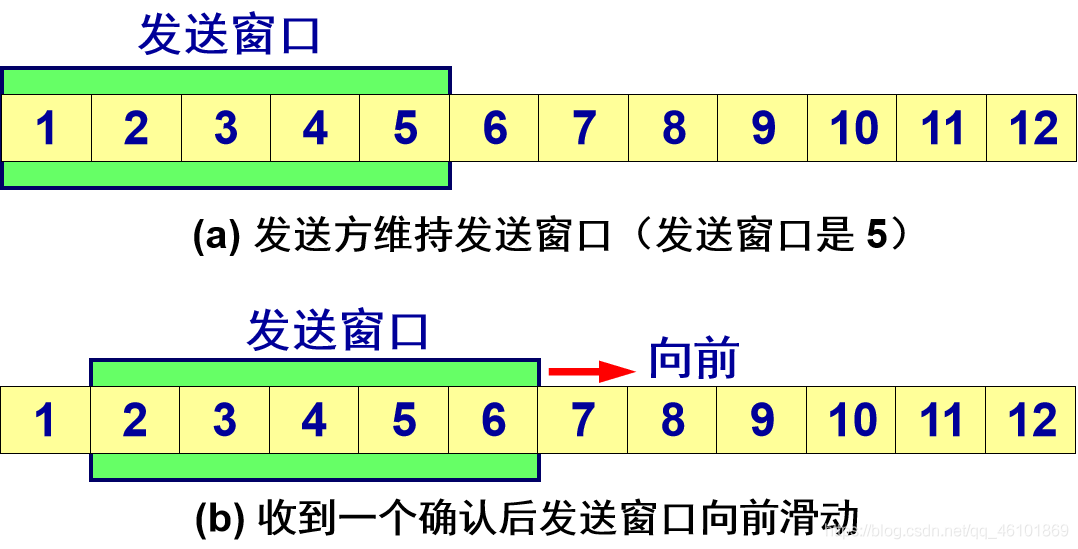 发送窗口
1 2 3 4 5 6 7 8 9 10 11 12
(a) 发送方维持发送窗口（发送窗口是 5）
发送窗口
向前
1 2 3 4 5 6 7 8 9 10 11 12
(b) 收到一个确认后发送窗口向前滑动
https://blog.csdn.net/qq_46101869